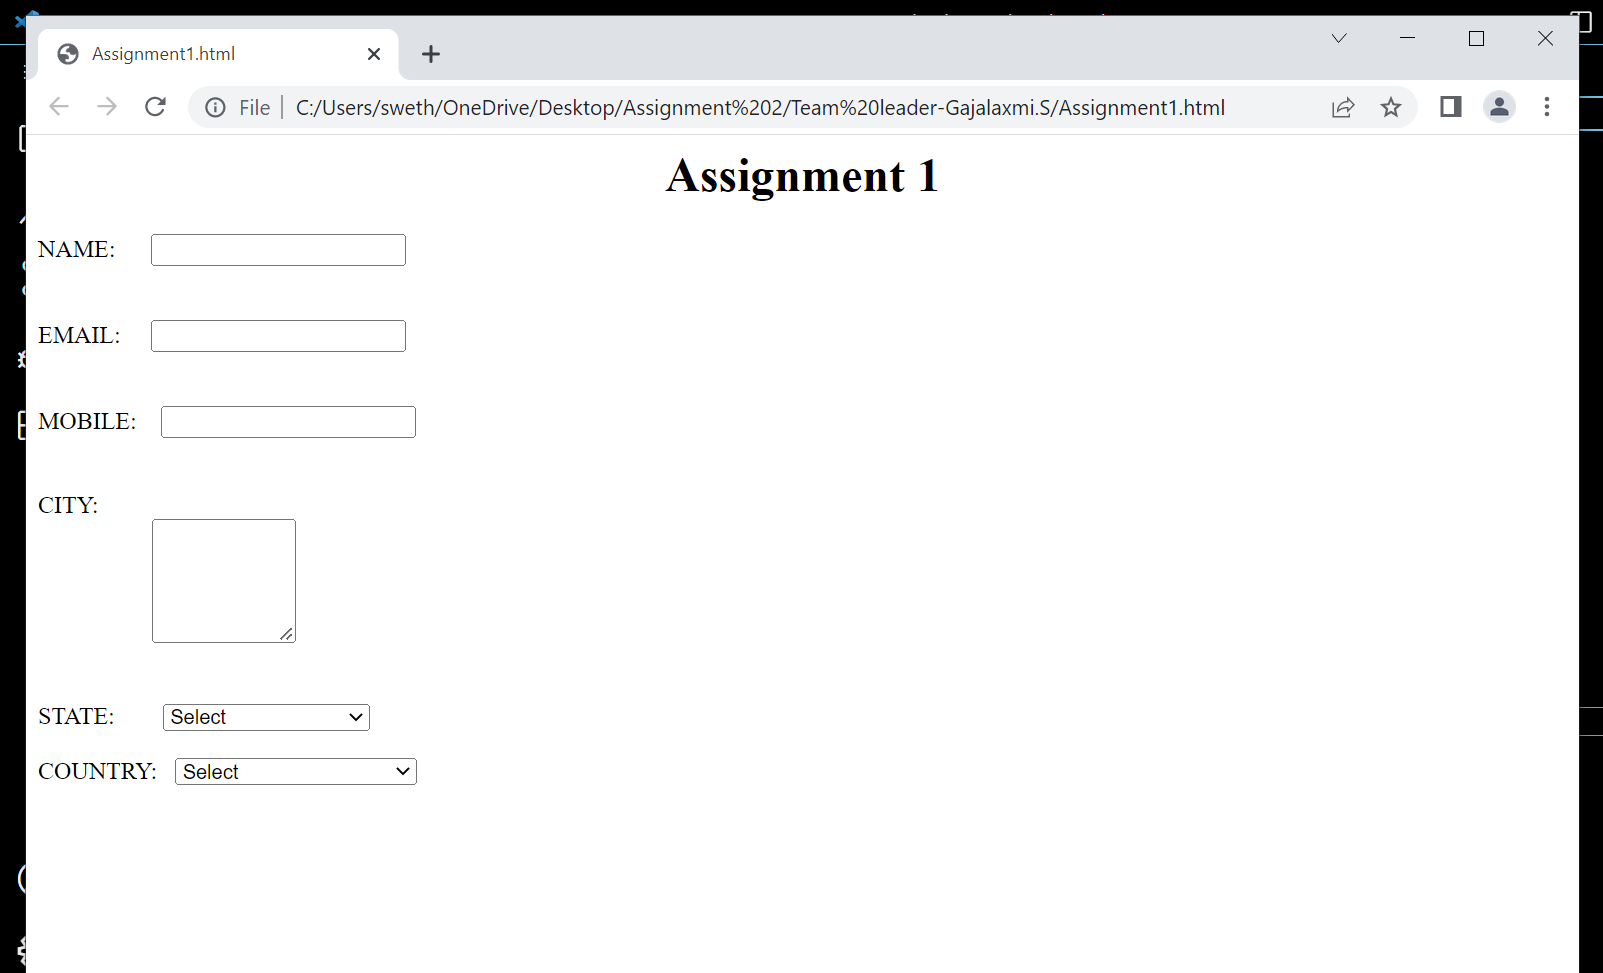 Assignment1.html
File C:/Users/sweth/OneDrive/Desktop/Assignment%202/Team%20leader-Gajalaxmi.S/Assignment1.html
Assignment 1
NAME:
EMAIL:
MOBILE:
CITY:
STATE: Select
COUNTRY: Select